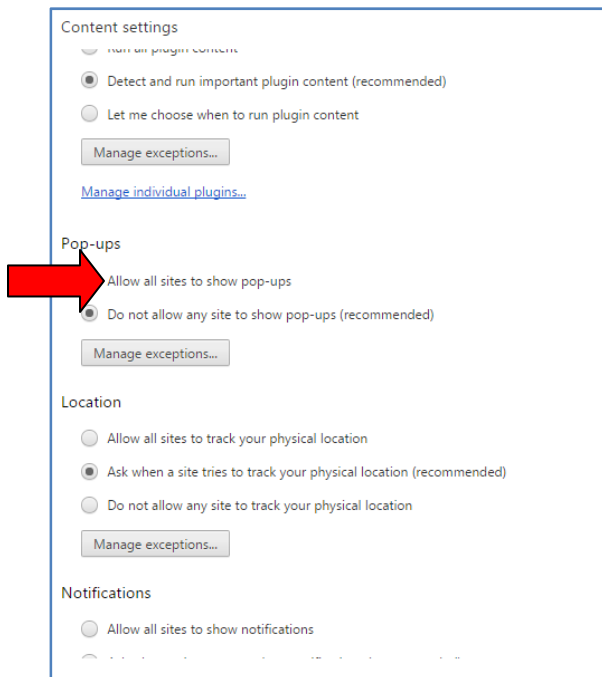 Content settings
Run all plugin content
Detect and run important plugin content (recommended)
Let me choose when to run plugin content
Manage exceptions...
Manage individual plugins...
Pop-ups
Allow all sites to show pop-ups
Do not allow any site to show pop-ups (recommended)
Manage exceptions...
Location
Allow all sites to track your physical location
Ask when a site tries to track your physical location (recommended)
Do not allow any site to track your physical location
Manage exceptions...
Notifications
Allow all sites to show notifications